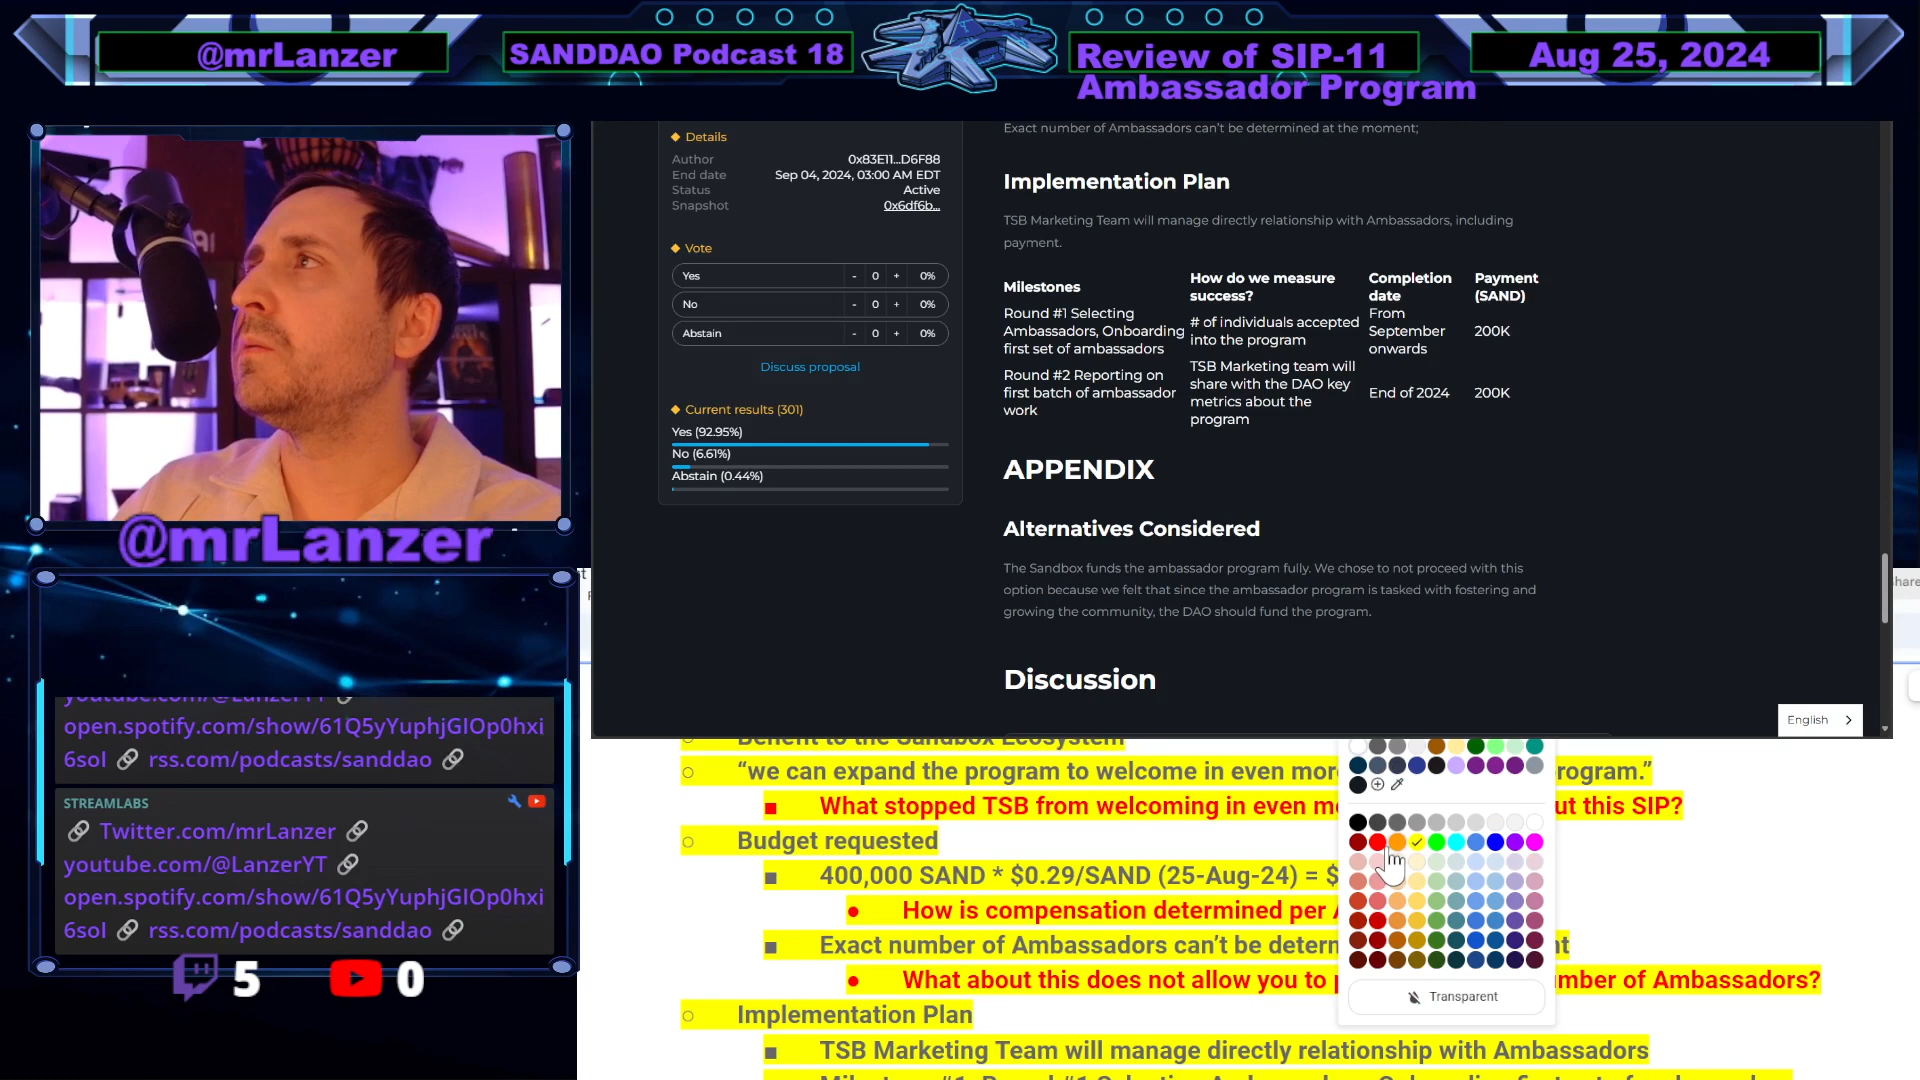 @mrLanzer
SANDDAO Podcast 18
Review of SIP-11
Ambassador Program
Aug 25, 2024
@mrLanzer
open.spotify.com/show/61Q5yYuphjGIOp0hxi
6sol 🔗 rss.com/podcasts/sanddao 🔗
STREAMLABS
🔗 Twitter.com/mrLanzer 🔗
youtube.com/@LanzerYT 🔗
open.spotify.com/show/61Q5yYuphjGIOp0hxi
6sol 🔗 rss.com/podcasts/sanddao 🔗
5
0
Details
Author 0x83E11...D6F88
End date Sep 04, 2024, 03:00 AM EDT
Status Active
Snapshot 0x6df6b...
Vote
Yes - 0 + 0%
No - 0 + 0%
Abstain - 0 + 0%
Discuss proposal
Current results (301)
Yes (92.95%)
No (6.61%)
Abstain (0.44%)
Exact number of Ambassadors can't be determined at the moment;
Implementation Plan
TSB Marketing Team will manage directly relationship with Ambassadors, including
payment.
Milestones
How do we measure
success?
Completion
date
Payment
(SAND)
Round #1 Selecting
Ambassadors, Onboarding
first set of ambassadors
# of individuals accepted
into the program
From
September
onwards
200K
Round #2 Reporting on
first batch of ambassador
work
TSB Marketing team will
share with the DAO key
metrics about the
program
End of 2024
200K
APPENDIX
Alternatives Considered
The Sandbox funds the ambassador program fully. We chose to not proceed with this
option because we felt that since the ambassador program is tasked with fostering and
growing the community, the DAO should fund the program.
Discussion
English
Benefit to the Sandbox Ecosystem
"we can expand the program to welcome in even mor rogram."
What stopped TSB from welcoming in even m ut this SIP?
Budget requested
400,000 SAND * $0.29/SAND (25-Aug-24) = $
How is compensation determined per
Exact number of Ambassadors can't be deterr t
What about this does not allow you to mber of Ambassadors?
Transparent
Implementation Plan
TSB Marketing Team will manage directly relationship with Ambassadors